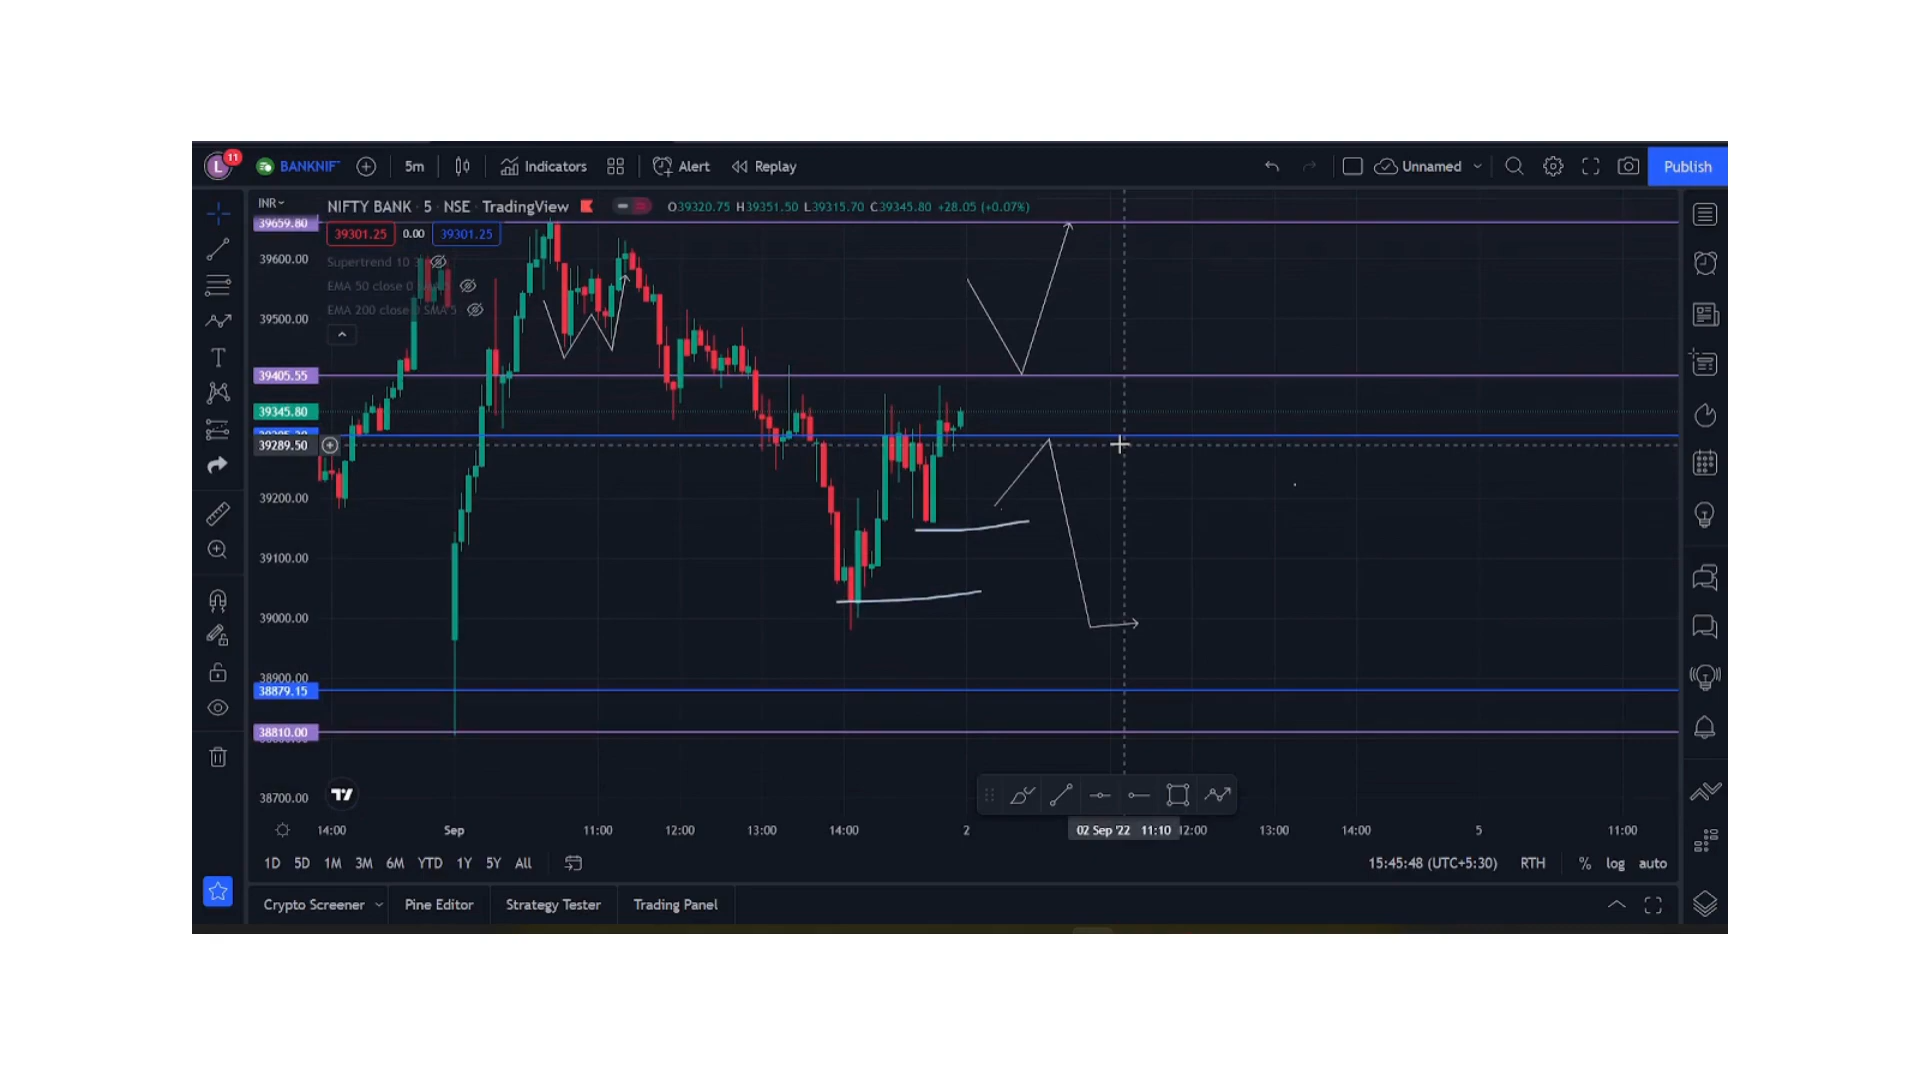 L 11 BANKNIF 5m Indicators Alert Replay Unnamed Publish
INR NIFTY BANK · 5 · NSE · TradingView O39320.75 H39351.50 L39315.70 C39345.80 +28.05 (+0.07%)
39659.80
39301.25 0.00 39301.25
39600.00 Supertrend 10 3
EMA 50 close 0
EMA 200 close 0 SMA 5
39500.00
39405.55
39345.80
39289.50
39200.00
39100.00
39000.00
38900.00
38879.15
38810.00
38700.00
14:00 Sep 11:00 12:00 13:00 14:00 2 02 Sep '22 11:10 12:00 13:00 14:00 5 11:00
1D 5D 1M 3M 6M YTD 1Y 5Y All 15:45:48 (UTC+5:30) RTH % log auto
Crypto Screener Pine Editor Strategy Tester Trading Panel